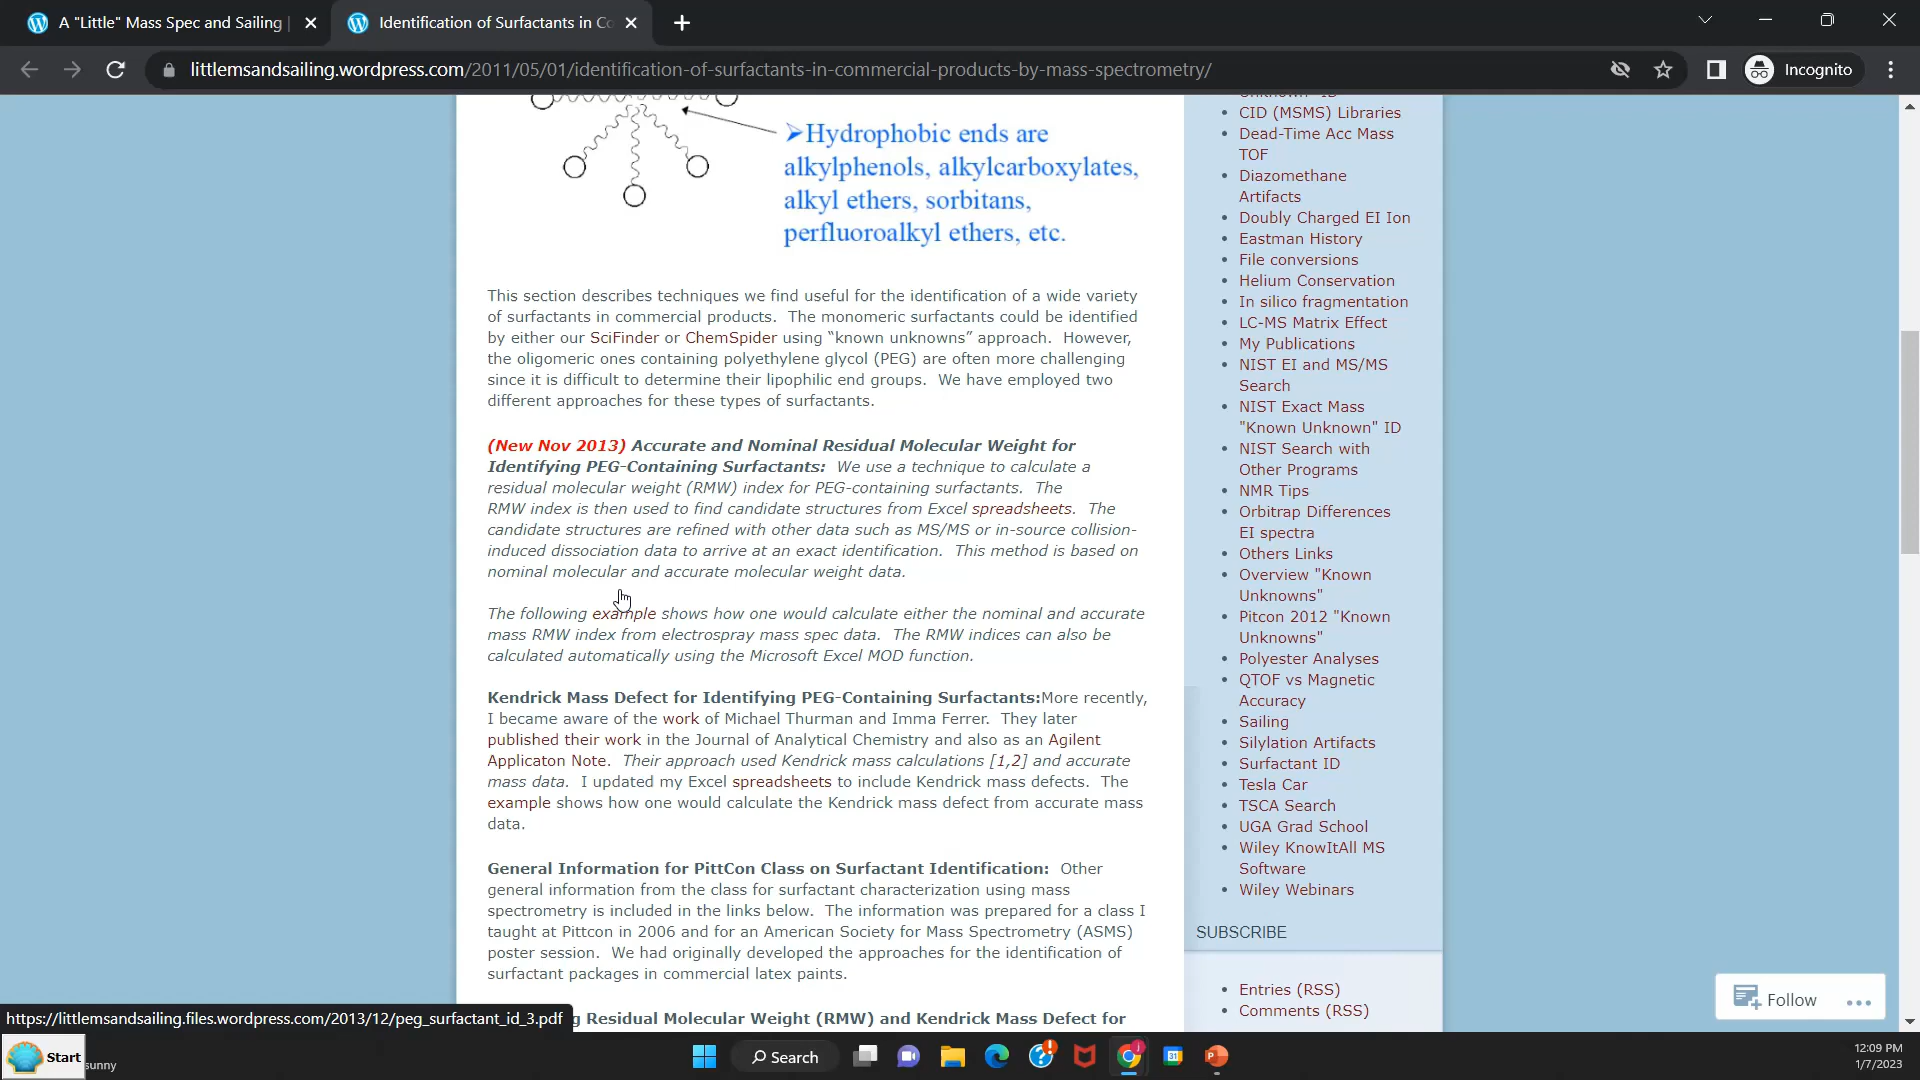 A "Little" Mass Spec and Sailing
Identification of Surfactants in Co
littlemsandsailing.wordpress.com/2011/05/01/identification-of-surfactants-in-commercial-products-by-mass-spectrometry/
Incognito
➢Hydrophobic ends are
alkylphenols, alkylcarboxylates,
alkyl ethers, sorbitans,
perfluoroalkyl ethers, etc.
This section describes techniques we find useful for the identification of a wide variety
of surfactants in commercial products.  The monomeric surfactants could be identified
by either our SciFinder or ChemSpider using “known unknowns” approach.  However,
the oligomeric ones containing polyethylene glycol (PEG) are often more challenging
since it is difficult to determine their lipophilic end groups.  We have employed two
different approaches for these types of surfactants.
(New Nov 2013) Accurate and Nominal Residual Molecular Weight for
Identifying PEG-Containing Surfactants:  We use a technique to calculate a
residual molecular weight (RMW) index for PEG-containing surfactants.  The
RMW index is then used to find candidate structures from Excel spreadsheets.  The
candidate structures are refined with other data such as MS/MS or in-source collision-
induced dissociation data to arrive at an exact identification.  This method is based on
nominal molecular and accurate molecular weight data.
The following example shows how one would calculate either the nominal and accurate
mass RMW index from electrospray mass spec data.  The RMW indices can also be
calculated automatically using the Microsoft Excel MOD function.
Kendrick Mass Defect for Identifying PEG-Containing Surfactants:More recently,
I became aware of the work of Michael Thurman and Imma Ferrer.  They later
published their work in the Journal of Analytical Chemistry and also as an Agilent
Applicaton Note.  Their approach used Kendrick mass calculations [1,2] and accurate
mass data.  I updated my Excel spreadsheets to include Kendrick mass defects.  The
example shows how one would calculate the Kendrick mass defect from accurate mass
data.
General Information for PittCon Class on Surfactant Identification:  Other
general information from the class for surfactant characterization using mass
spectrometry is included in the links below.  The information was prepared for a class I
taught at Pittcon in 2006 and for an American Society for Mass Spectrometry (ASMS)
poster session.  We had originally developed the approaches for the identification of
surfactant packages in commercial latex paints.
g Residual Molecular Weight (RMW) and Kendrick Mass Defect for
Unknown" ID
CID (MSMS) Libraries
Dead-Time Acc Mass
TOF
Diazomethane
Artifacts
Doubly Charged EI Ion
Eastman History
File conversions
Helium Conservation
In silico fragmentation
LC-MS Matrix Effect
My Publications
NIST EI and MS/MS
Search
NIST Exact Mass
"Known Unknown" ID
NIST Search with
Other Programs
NMR Tips
Orbitrap Differences
EI spectra
Others Links
Overview "Known
Unknowns"
Pitcon 2012 "Known
Unknowns"
Polyester Analyses
QTOF vs Magnetic
Accuracy
Sailing
Silylation Artifacts
Surfactant ID
Tesla Car
TSCA Search
UGA Grad School
Wiley KnowItAll MS
Software
Wiley Webinars
SUBSCRIBE
Entries (RSS)
Comments (RSS)
Follow
https://littlemsandsailing.files.wordpress.com/2013/12/peg_surfactant_id_3.pdf
Start
sunny
Search
31
12:09 PM
1/7/2023